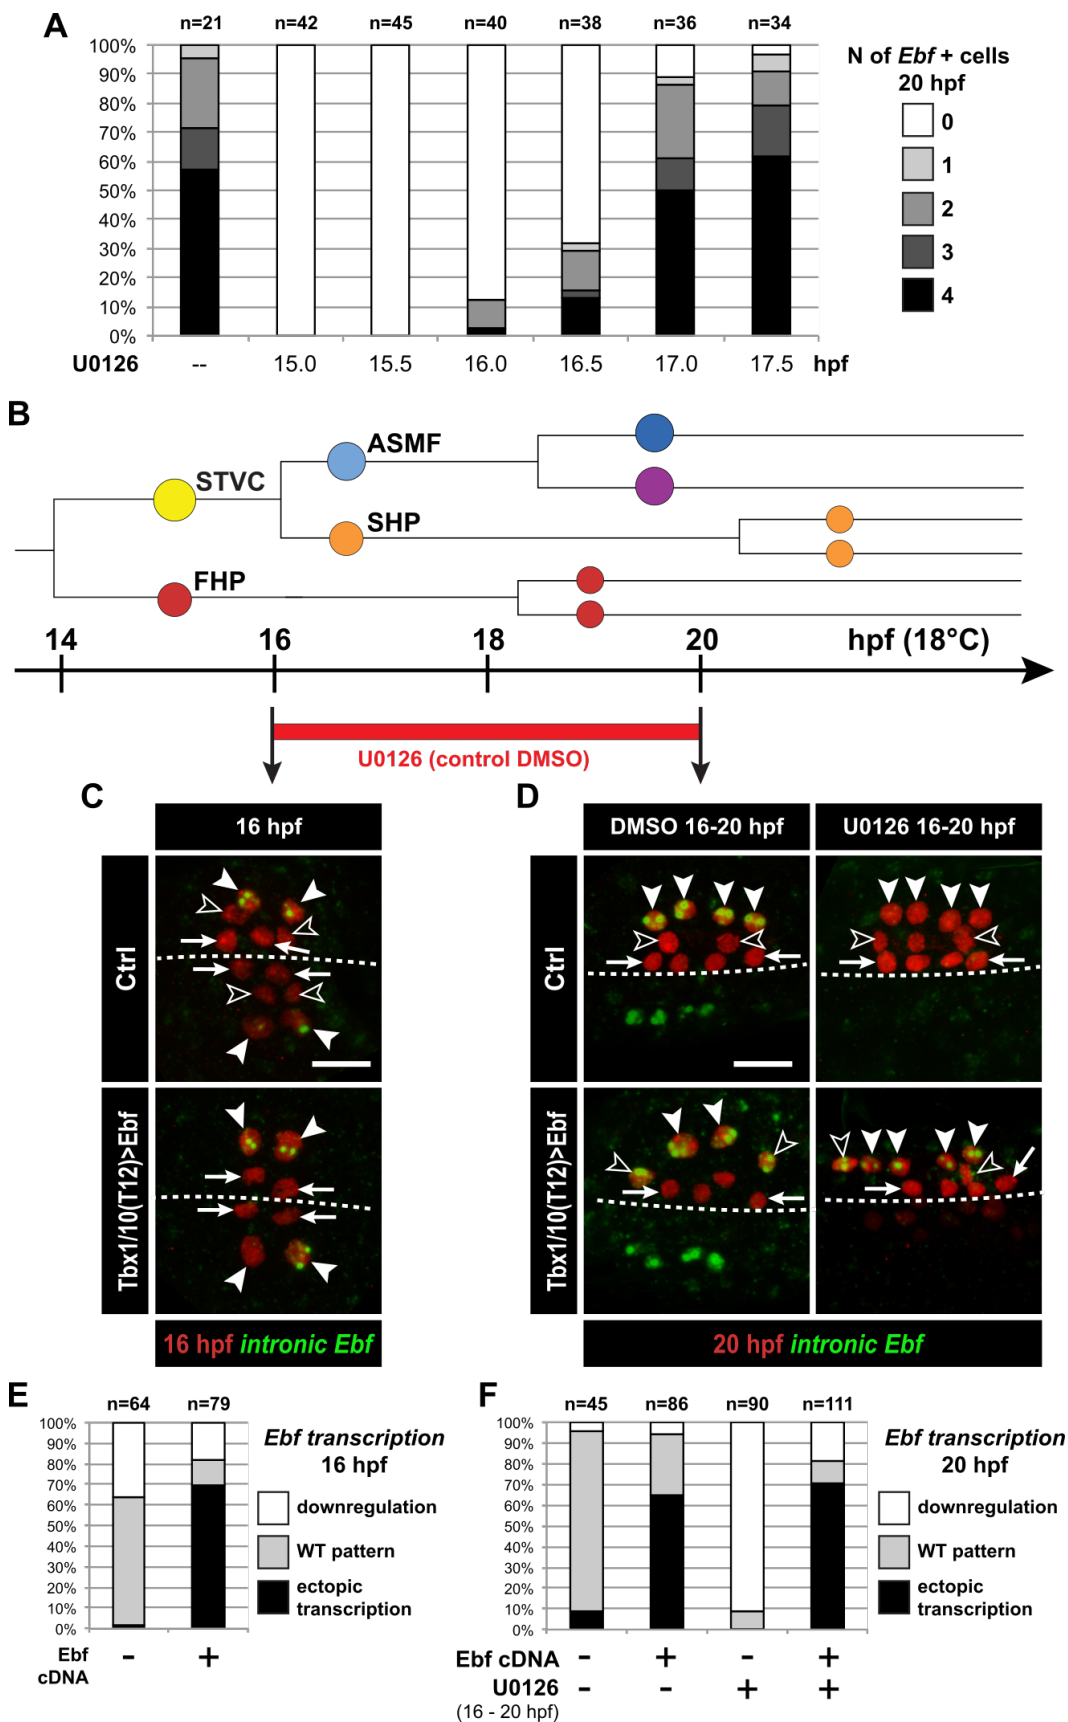 A
n=21 n=42 n=45 n=40 n=38 n=36 n=34
100%
90%
80%
70%
60%
50%
40%
30%
20%
10%
0%
U0126 -- 15.0 15.5 16.0 16.5 17.0 17.5 hpf
N of Ebf + cells
20 hpf
0
1
2
3
4
B
ASMF
STVC
SHP
FHP
14 16 18 20 hpf (18°C)
U0126 (control DMSO)
C
16 hpf
Ctrl
Tbx1/10(T12)>Ebf
16 hpf intronic Ebf
D
DMSO 16-20 hpf U0126 16-20 hpf
Ctrl
Tbx1/10(T12)>Ebf
20 hpf intronic Ebf
E
n=64 n=79
100%
90%
80%
70%
60%
50%
40%
30%
20%
10%
0%
Ebf - +
cDNA
Ebf transcription
16 hpf
downregulation
WT pattern
ectopic
transcription
F
n=45 n=86 n=90 n=111
100%
90%
80%
70%
60%
50%
40%
30%
20%
10%
0%
Ebf cDNA - + - +
U0126 - - + +
(16 - 20 hpf)
Ebf transcription
20 hpf
downregulation
WT pattern
ectopic
transcription